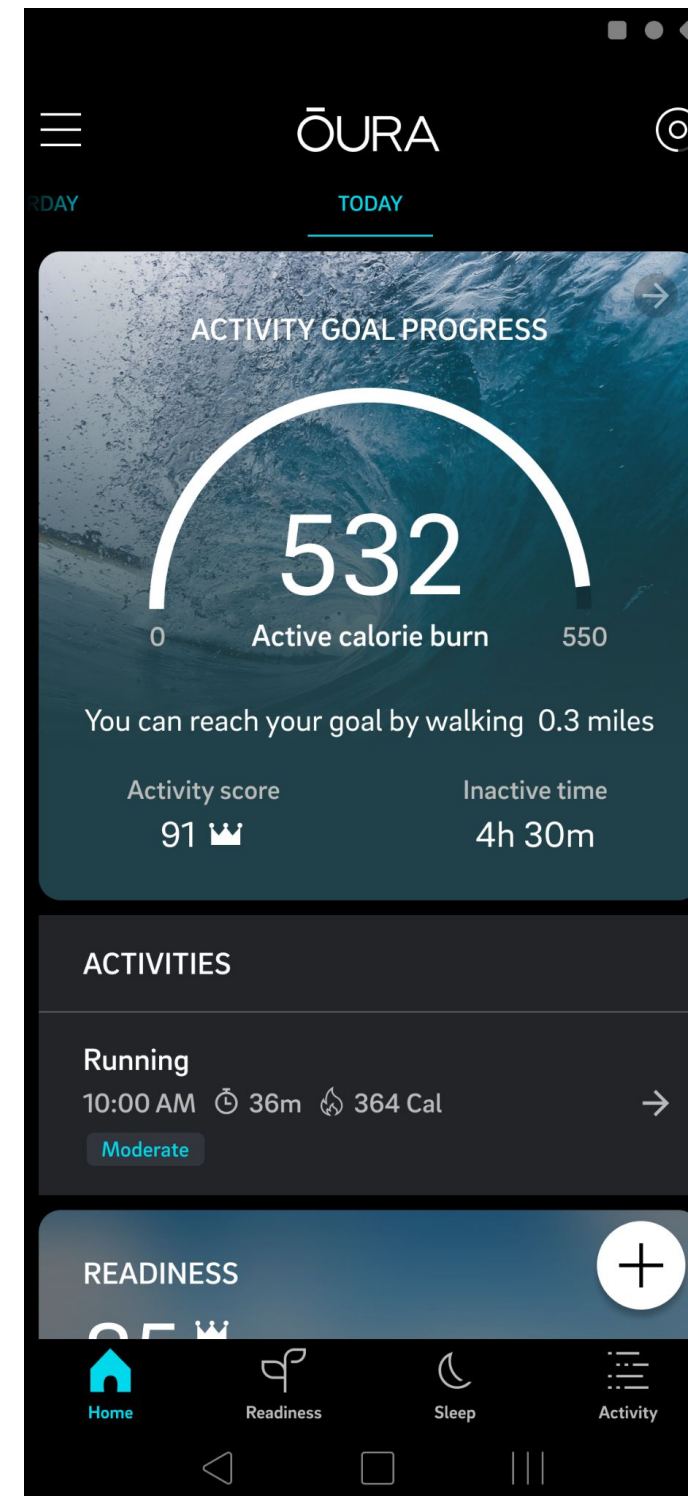 ŌURA
TODAY
ACTIVITY GOAL PROGRESS
532
0 Active calorie burn 550
You can reach your goal by walking 0.3 miles
Activity score Inactive time
91 4h 30m
ACTIVITIES
Running
10:00 AM 36m 364 Cal
Moderate
READINESS
Home Readiness Sleep Activity